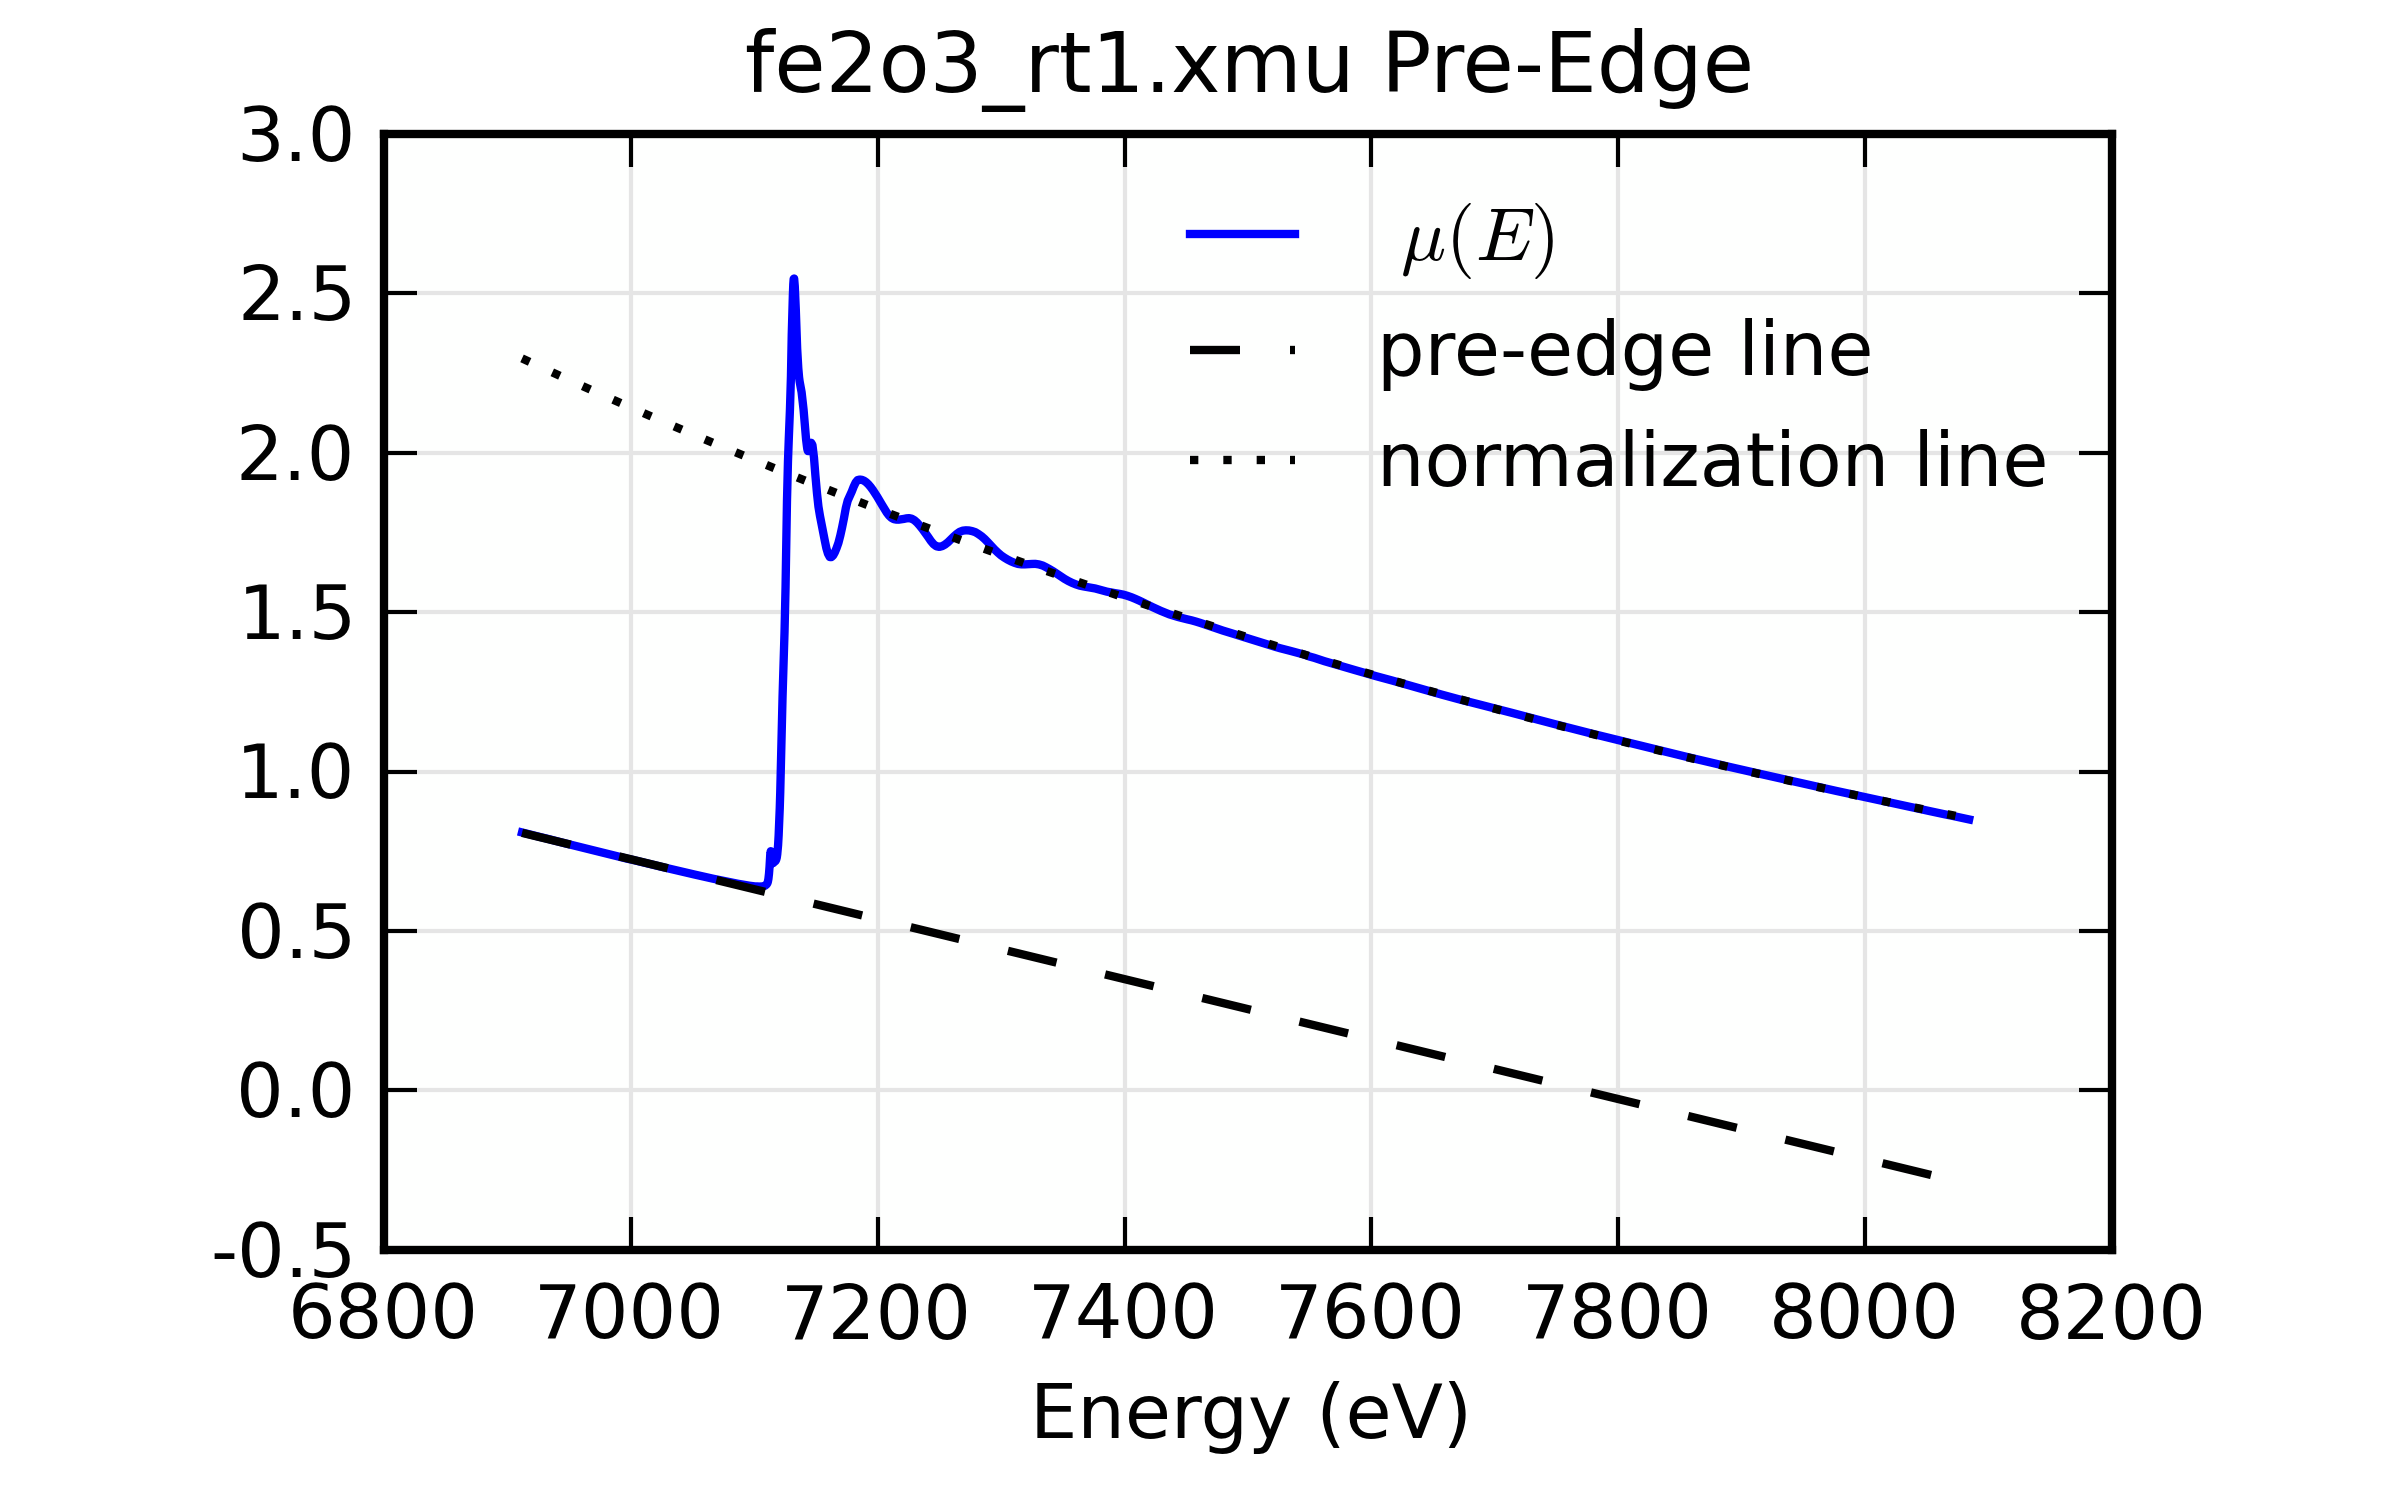 fe2o3_rt1.xmu Pre-Edge
3.0
2.5
2.0
1.5
1.0
0.5
0.0
-0.5
μ(E)
pre-edge line
normalization line
6800 7000 7200 7400 7600 7800 8000 8200
Energy (eV)